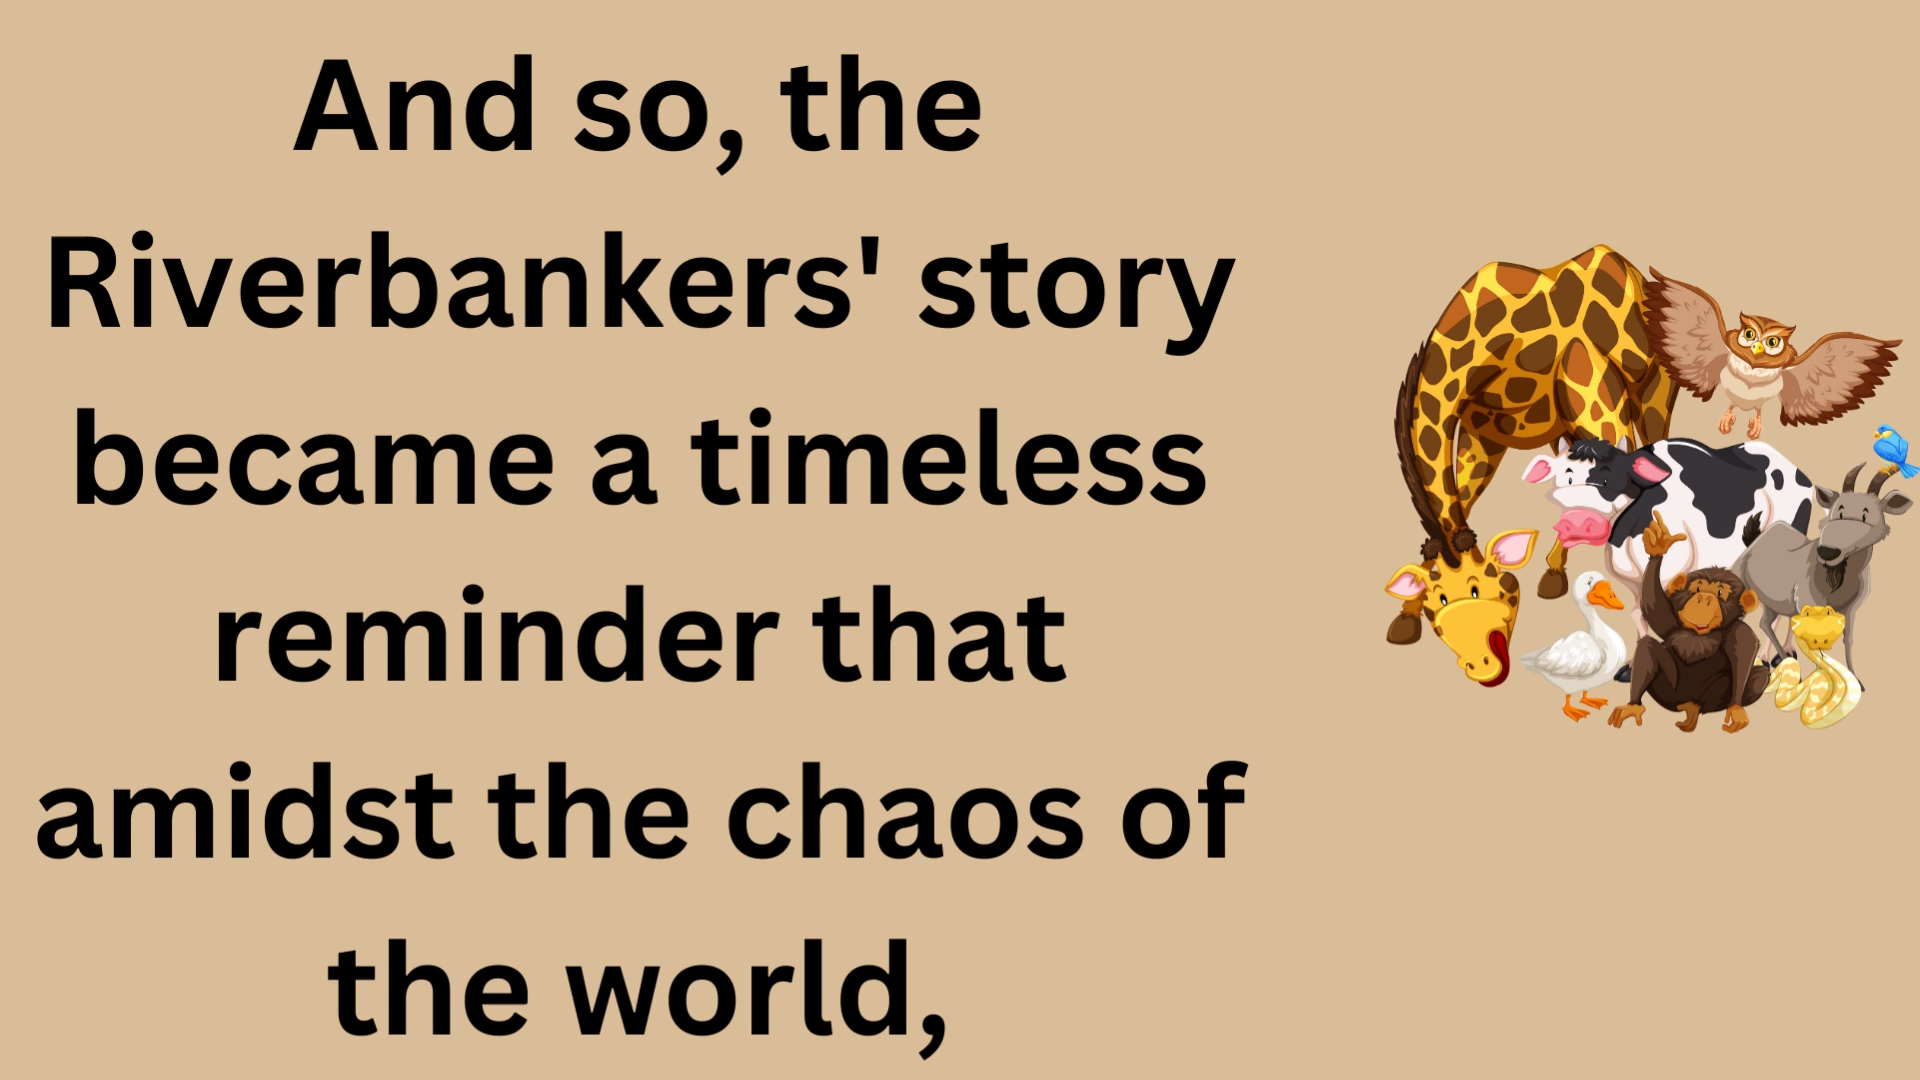 And so, the
Riverbankers' story
became a timeless
reminder that
amidst the chaos of
the world,